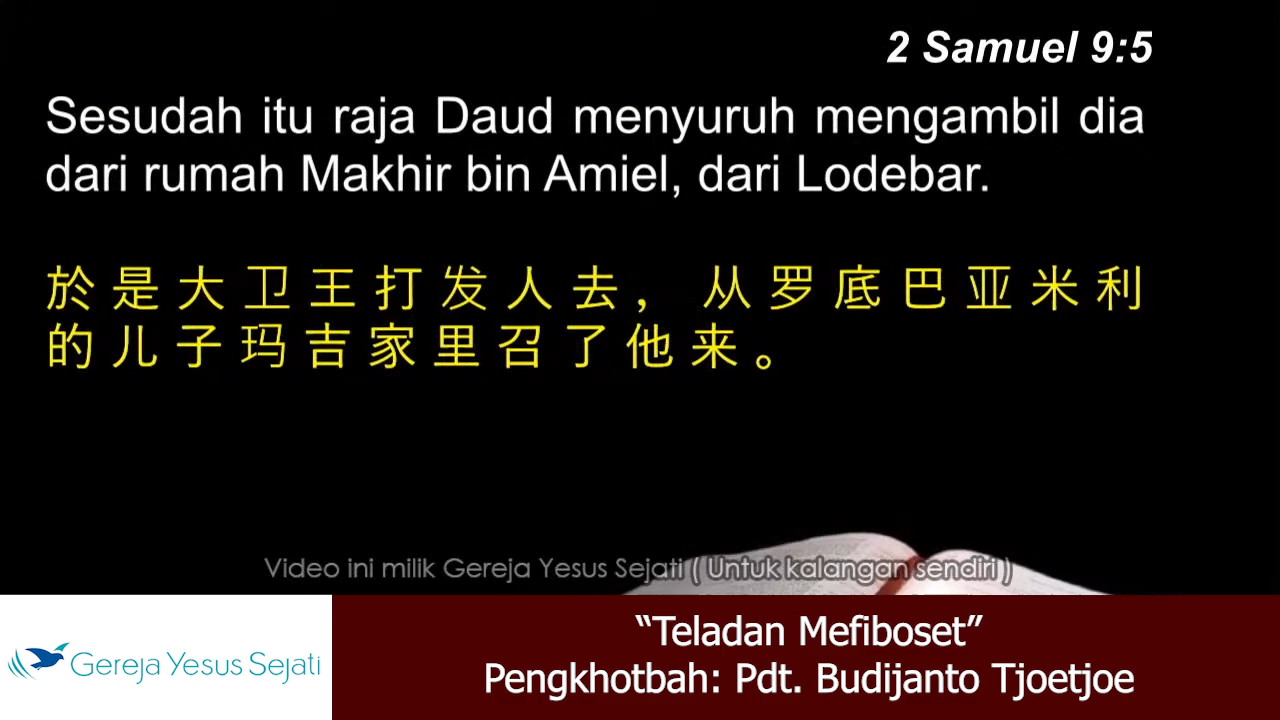 2 Samuel 9:5
Sesudah itu raja Daud menyuruh mengambil dia
dari rumah Makhir bin Amiel, dari Lodebar.
於是大卫王打发人去，从罗底巴亚米利
的儿子玛吉家里召了他来。
Video ini milik Gereja Yesus Sejati ( Untuk kalangan sendiri )
Gereja Yesus Sejati
“Teladan Mefiboset”
Pengkhotbah: Pdt. Budijanto Tjoetjoe